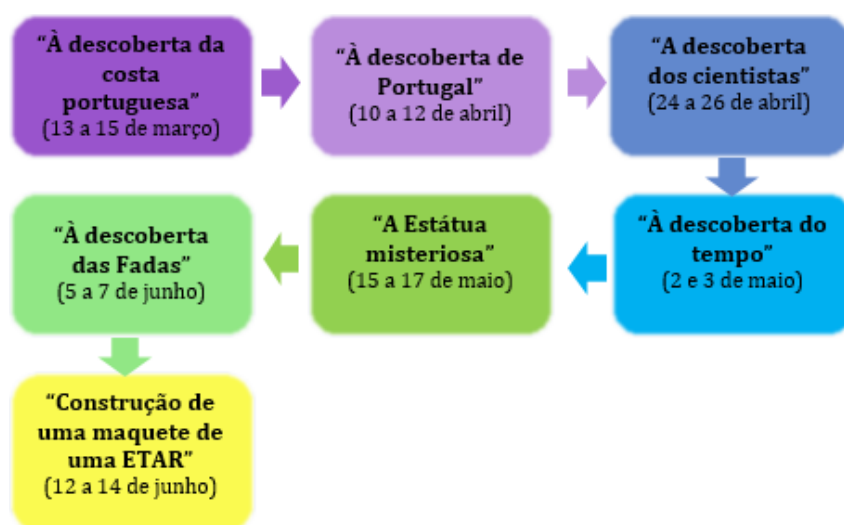 “À descoberta da
costa
portuguesa”
(13 a 15 de março)
“À descoberta de
Portugal”
(10 a 12 de abril)
“A descoberta
dos cientistas”
(24 a 26 de abril)
“À descoberta do
tempo”
(2 e 3 de maio)
“A Estátua
misteriosa”
(15 a 17 de maio)
“À descoberta
das Fadas”
(5 a 7 de junho)
“Construção de
uma maquete de
uma ETAR”
(12 a 14 de junho)